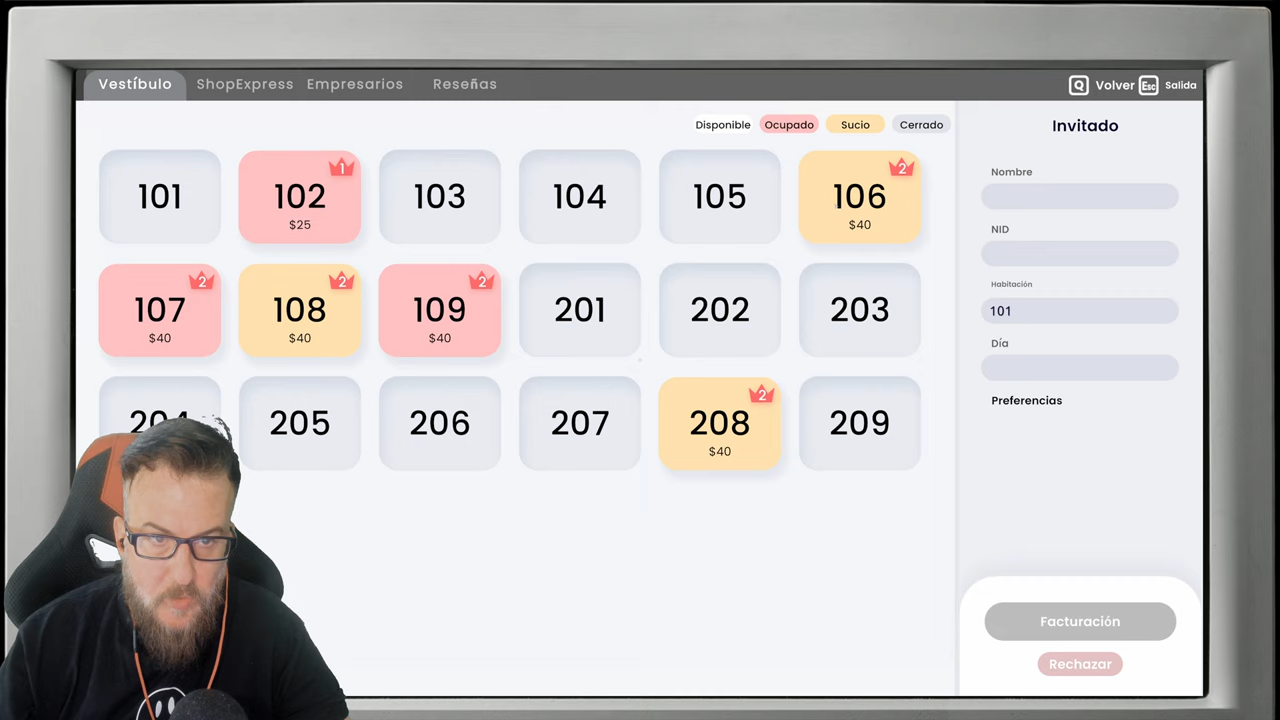 Vestíbulo ShopExpress Empresarios Reseñas Q Volver Esc Salida
Disponible Ocupado Sucio Cerrado
Invitado
101 102 103 104 105 106
1 2
$25 $40
107 108 109 201 202 203
2 2 2
$40 $40 $40
204 205 206 207 208 209
2
$40
Nombre
NID
Habitación
101
Día
Preferencias
Facturación
Rechazar